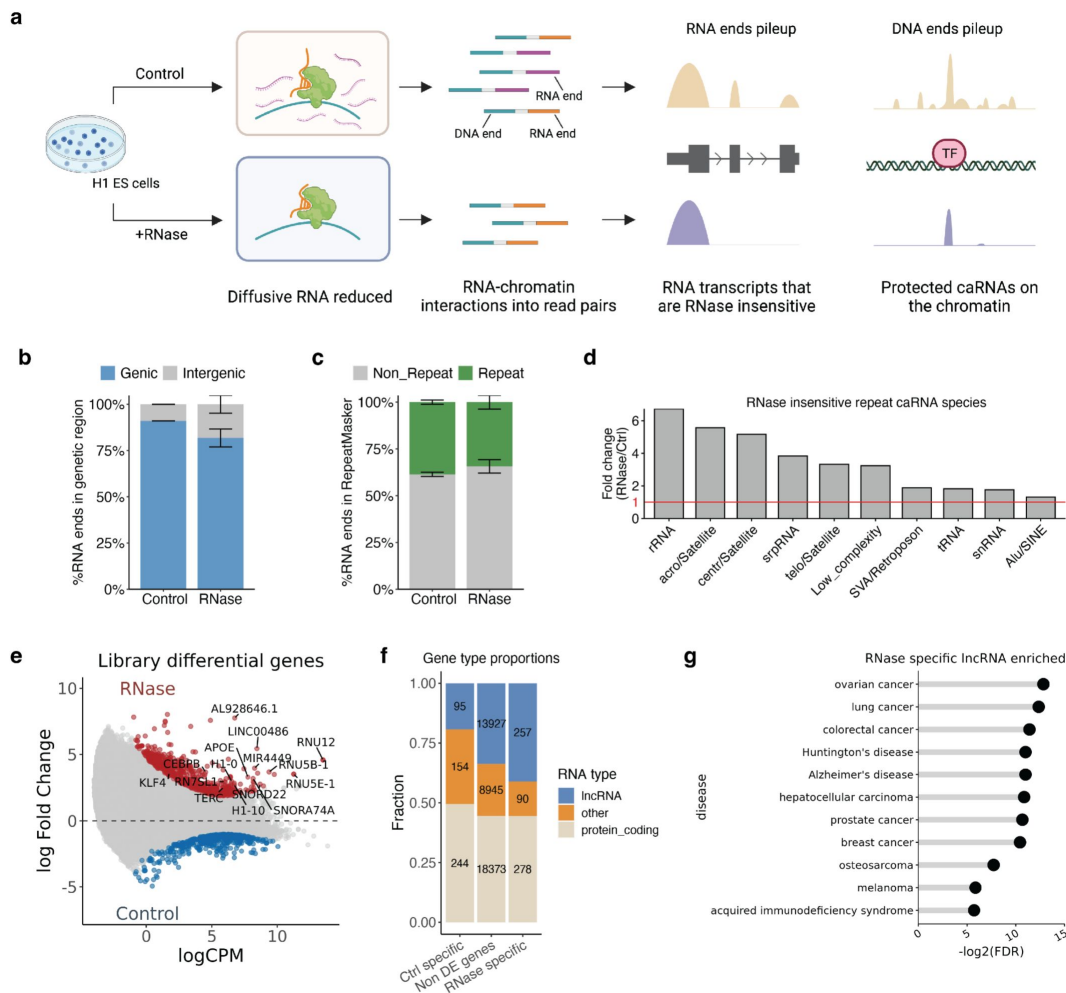 a
Control
H1 ES cells
+RNase
Diffusive RNA reduced
RNA end
DNA end
RNA end
RNA-chromatin
interactions into read pairs
RNA ends pileup
RNA transcripts that
are RNase insensitive
DNA ends pileup
TF
Protected caRNAs on
the chromatin
b
Genic
Intergenic
%RNA ends in genetic region
100%
75%
50%
25%
0%
Control
RNase
c
Non_Repeat
Repeat
%RNA ends in RepeatMasker
100%
75%
50%
25%
0%
Control
RNase
d
RNase insensitive repeat caRNA species
Fold change
(RNase/Ctrl)
6
4
2
1
0
rRNA
acro/Satellite
centr/Satellite
srpRNA
telo/Satellite
Low_complexity
SVA/Retroposon
tRNA
snRNA
Alu/SINE
e
Library differential genes
RNase
log Fold Change
10
5
0
-5
AL928646.1
LINC00486
RNU12
APOE
MIR4449
CEBPB
H1-0
RNU5B-1
KLF4
RN7SL1
RNU5E-1
TERC
SNORD22
H1-10
SNORA74A
Control
0
5
10
logCPM
f
Gene type proportions
Fraction
1.00
0.75
0.50
0.25
0.00
95
13927
257
154
8945
90
244
18373
278
Ctrl specific
Non DE genes
RNase specific
RNA type
lncRNA
other
protein_coding
g
RNase specific lncRNA enriched
disease
ovarian cancer
lung cancer
colorectal cancer
Huntington's disease
Alzheimer's disease
hepatocellular carcinoma
prostate cancer
breast cancer
osteosarcoma
melanoma
acquired immunodeficiency syndrome
0
5
10
15
-log2(FDR)